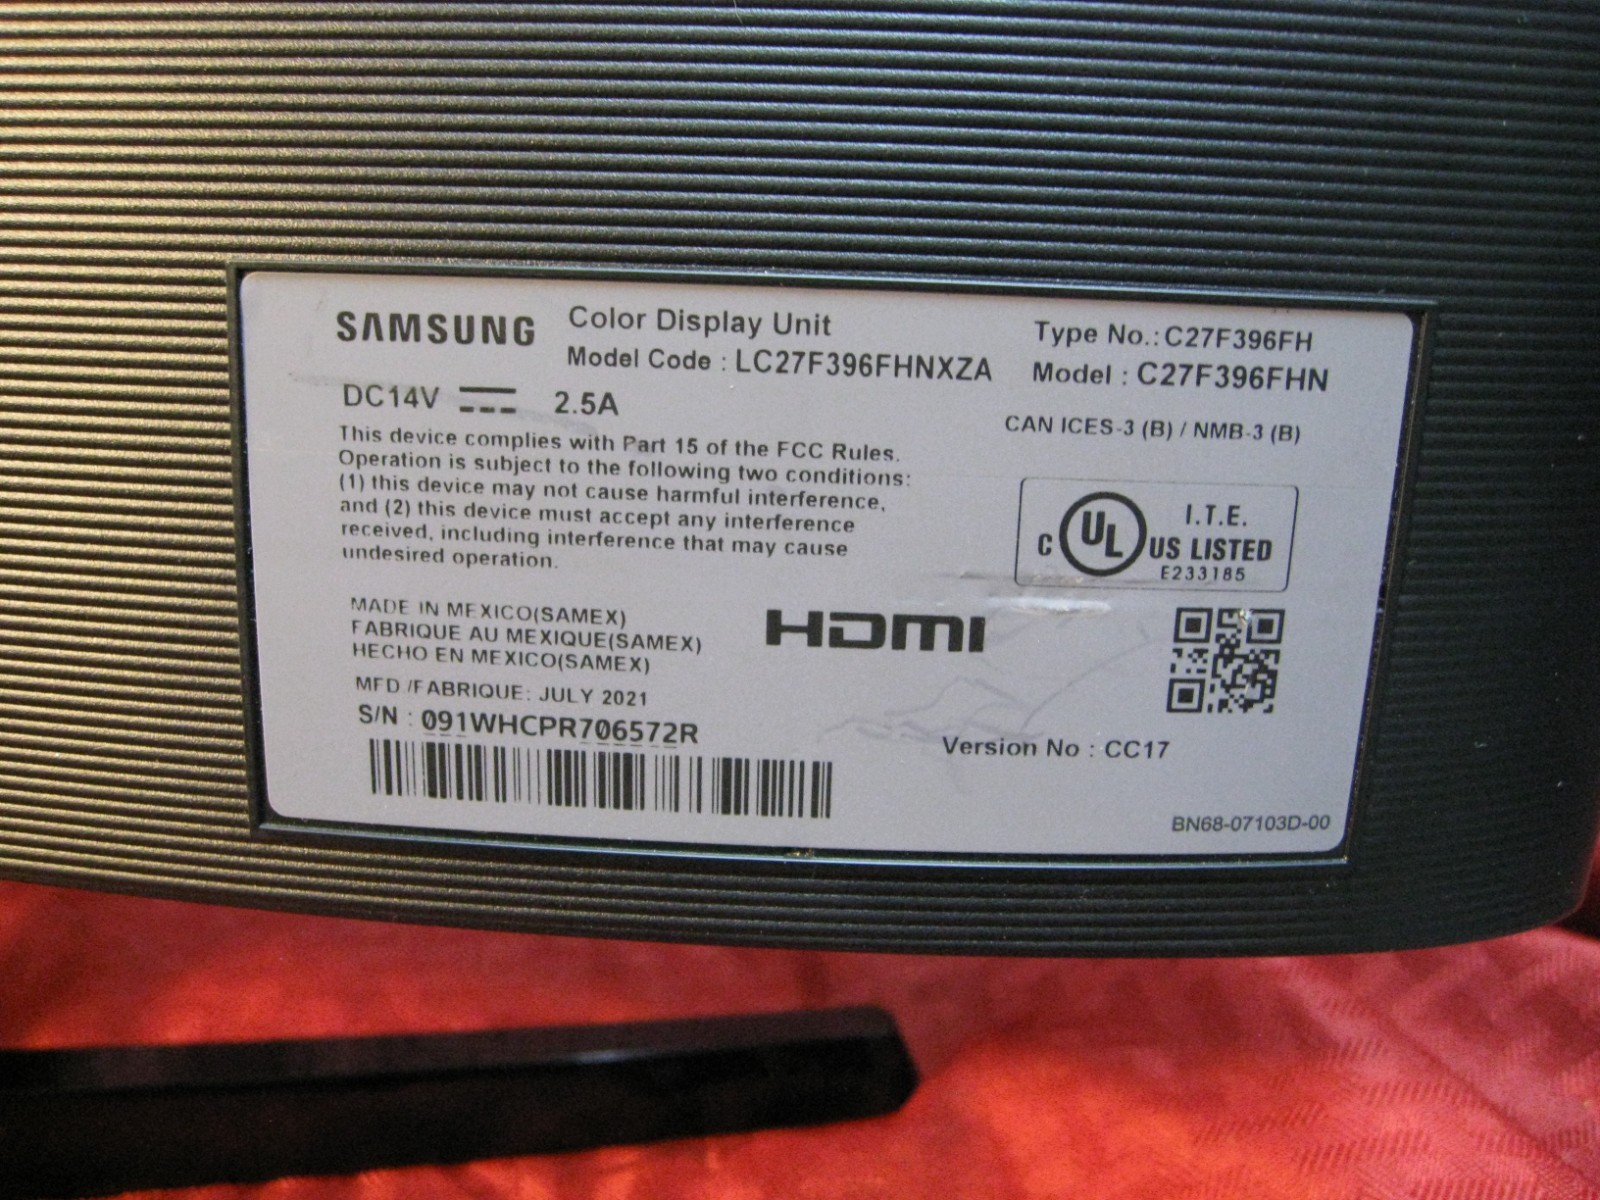 SAMSUNG
Color Display Unit
Model Code : LC27F396FHNXZA
Type No.:C27F396FH
Model : C27F396FHN
DC14V 2.5A
CAN ICES-3 (B) / NMB-3 (B)
This device complies with Part 15 of the FCC Rules.
Operation is subject to the following two conditions:
(1) this device may not cause harmful interference,
and (2) this device must accept any interference
received, including interference that may cause
undesired operation.
C UL US LISTED
I.T.E.
E233185
MADE IN MEXICO(SAMEX)
FABRIQUE AU MEXIQUE(SAMEX)
HECHO EN MEXICO(SAMEX)
HDMI
MFD /FABRIQUE: JULY 2021
S/N : 091WHCPR706572R
Version No : CC17
BN68-07103D-00